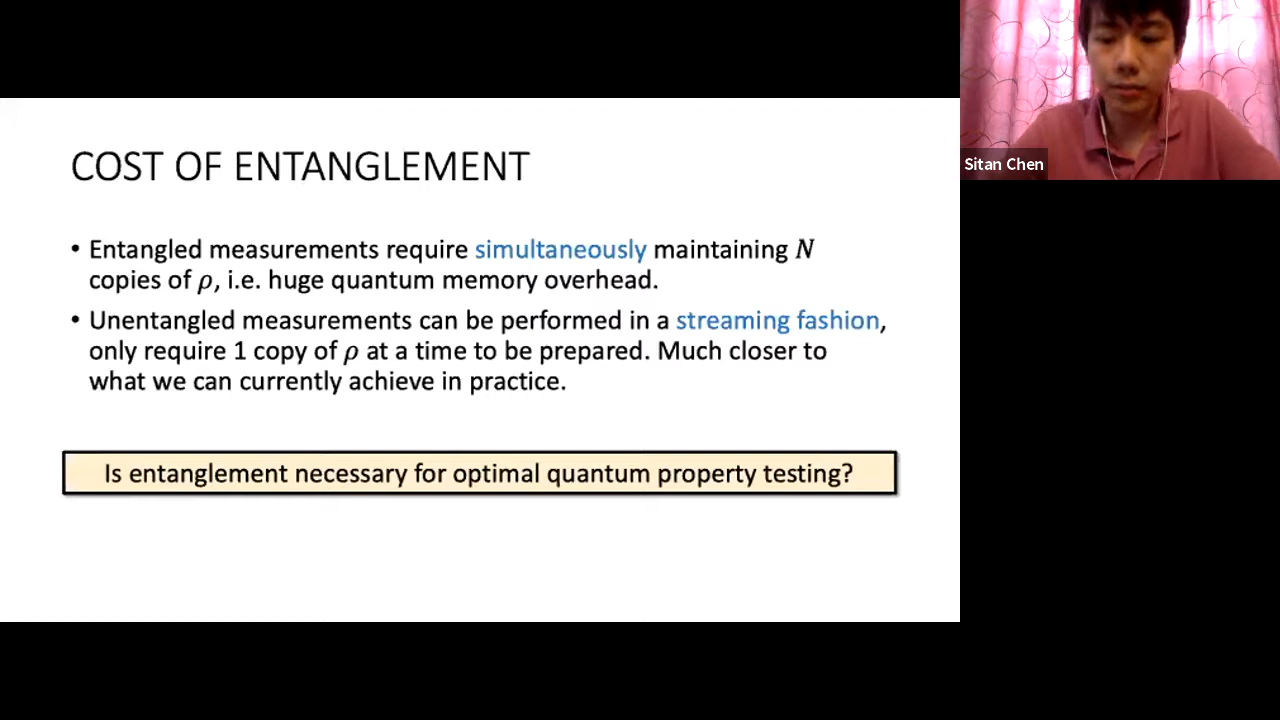 COST OF ENTANGLEMENT
• Entangled measurements require simultaneously maintaining N
copies of ρ, i.e. huge quantum memory overhead.
• Unentangled measurements can be performed in a streaming fashion,
only require 1 copy of ρ at a time to be prepared. Much closer to
what we can currently achieve in practice.
Is entanglement necessary for optimal quantum property testing?
Sitan Chen